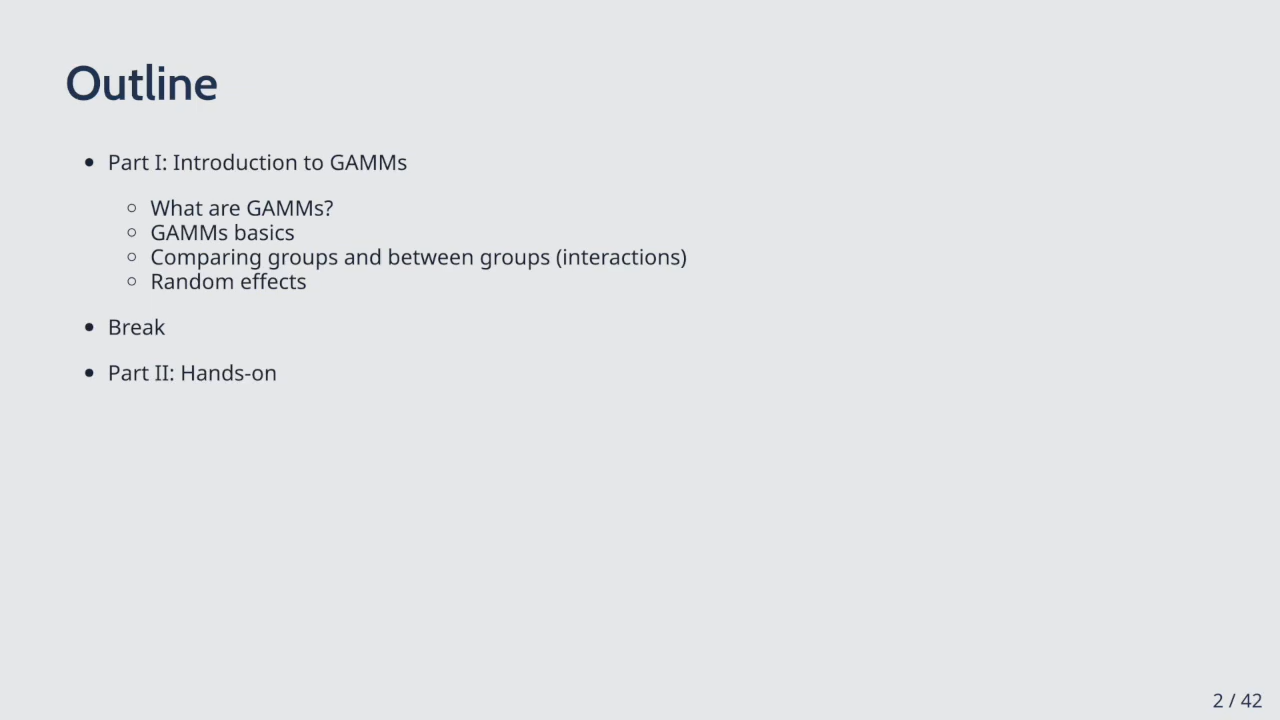 Outline
Part I: Introduction to GAMMs
What are GAMMs?
GAMMs basics
Comparing groups and between groups (interactions)
Random effects
Break
Part II: Hands-on
2 / 42